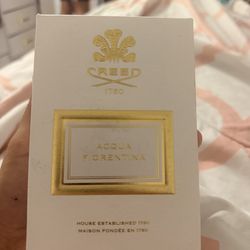 CREED
1760
ACQUA
FIORENTINA
HOUSE ESTABLISHED 1760
MAISON FONDÉE EN 1760